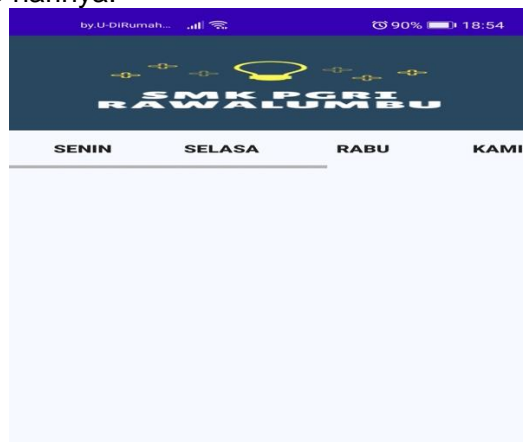 by.U-DiRumah... 90% 18:54
SMK PGRI
RAWALUMBU
SENIN SELASA RABU KAMI